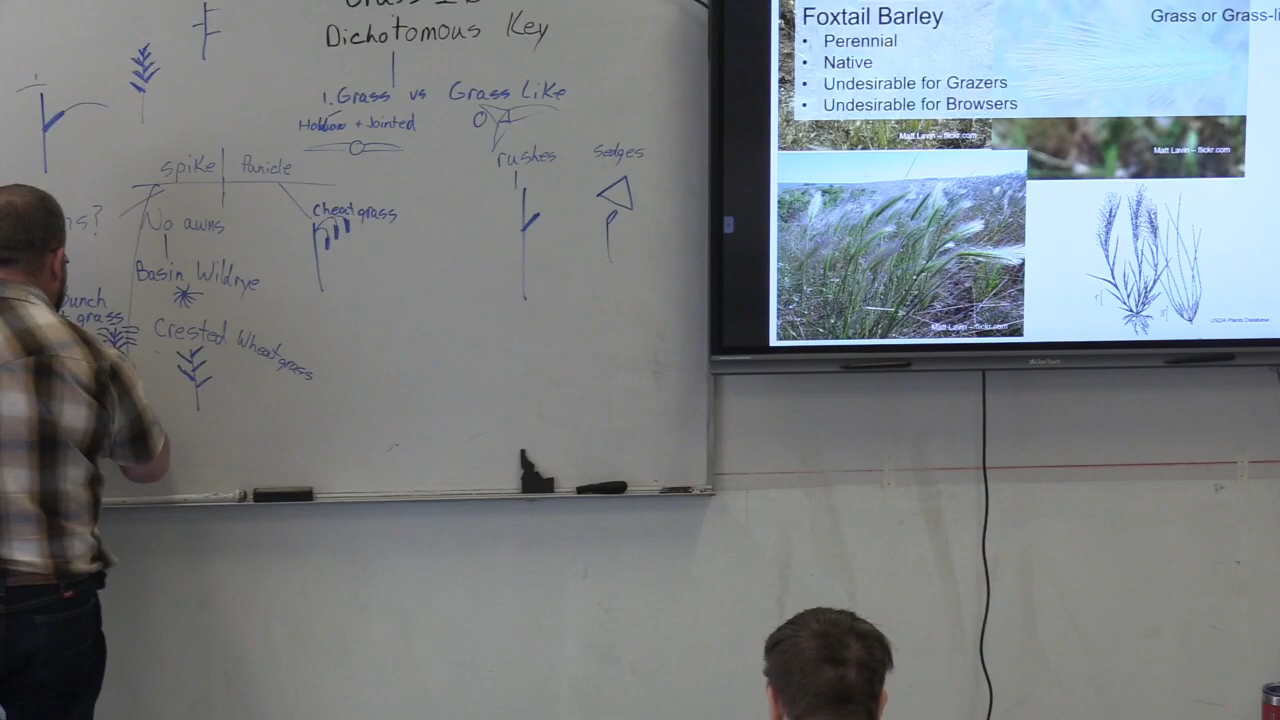 Dichotomous Key
1. Grass vs Grass Like
Hollow + Jointed
spike Panicle
rushes
sedges
No awns
cheatgrass
Basin Wildrye
Crested Wheatgrass
grass
Foxtail Barley
Grass or Grass-li
• Perennial
• Native
• Undesirable for Grazers
• Undesirable for Browsers
Matt Lavin – flickr.com
Matt Lavin – flickr.com
Matt Lavin – flickr.com
USDA Plants Database